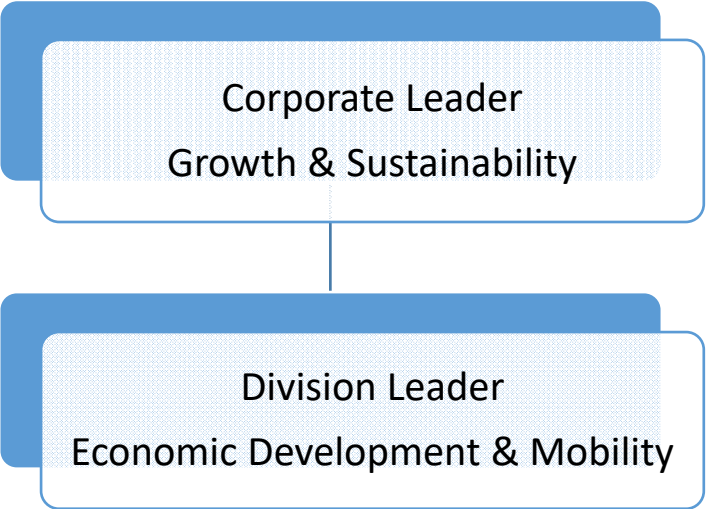 Corporate Leader
Growth & Sustainability
Division Leader
Economic Development & Mobility